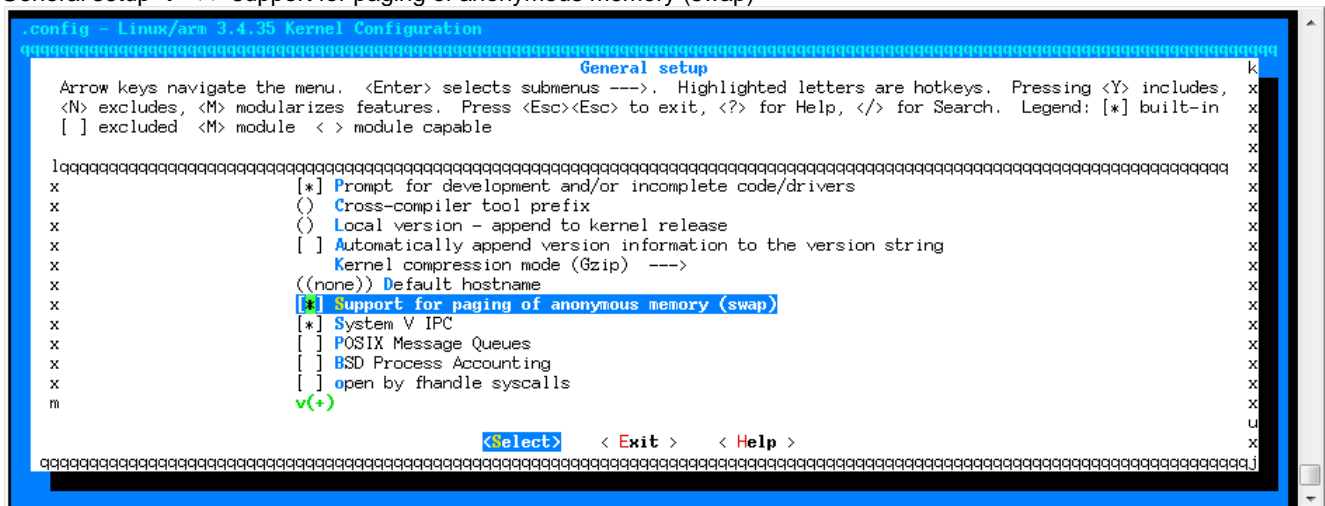 General setup ---> Support for paging of anonymous memory (swap)
.config - Linux/arm 3.4.35 Kernel Configuration
qqqqqqqqqqqqqqqqqqqqqqqqqqqqqqqqqqqqqqqqqqqqqqqqqqqqqqqqqqqqqqqqqqqqqqqqqqqqqqqqqqqqqqqqqqqqqqqqqqqqqqqqqqqqqqqqqqqqqqqqqqqqqqq
General setup k
Arrow keys navigate the menu. <Enter> selects submenus --->. Highlighted letters are hotkeys. Pressing <Y> includes, x
<N> excludes, <M> modularizes features. Press <Esc><Esc> to exit, <?> for Help, </> for Search. Legend: [*] built-in x
[ ] excluded <M> module < > module capable x
x
lqqqqqqqqqqqqqqqqqqqqqqqqqqqqqqqqqqqqqqqqqqqqqqqqqqqqqqqqqqqqqqqqqqqqqqqqqqqqqqqqqqqqqqqqqqqqqqqqqqqqqqqqqqqqqqqqqqqqq x
x [*] Prompt for development and/or incomplete code/drivers x
x () Cross-compiler tool prefix x
x () Local version - append to kernel release x
x [ ] Automatically append version information to the version string x
x Kernel compression mode (Gzip) ---> x
x ((none)) Default hostname x
x [*] Support for paging of anonymous memory (swap) x
x [*] System V IPC x
x [ ] POSIX Message Queues x
x [ ] BSD Process Accounting x
x [ ] open by fhandle syscalls x
m v(+) x
u
<Select> < Exit > < Help > x
qqqqqqqqqqqqqqqqqqqqqqqqqqqqqqqqqqqqqqqqqqqqqqqqqqqqqqqqqqqqqqqqqqqqqqqqqqqqqqqqqqqqqqqqqqqqqqqqqqqqqqqqqqqqqqqqqqqqqqqqj